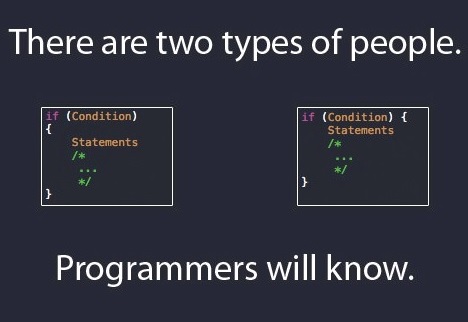 There are two types of people.
if (Condition)
{
Statements
/*
...
*/
}
if (Condition) {
Statements
/*
...
*/
}
Programmers will know.